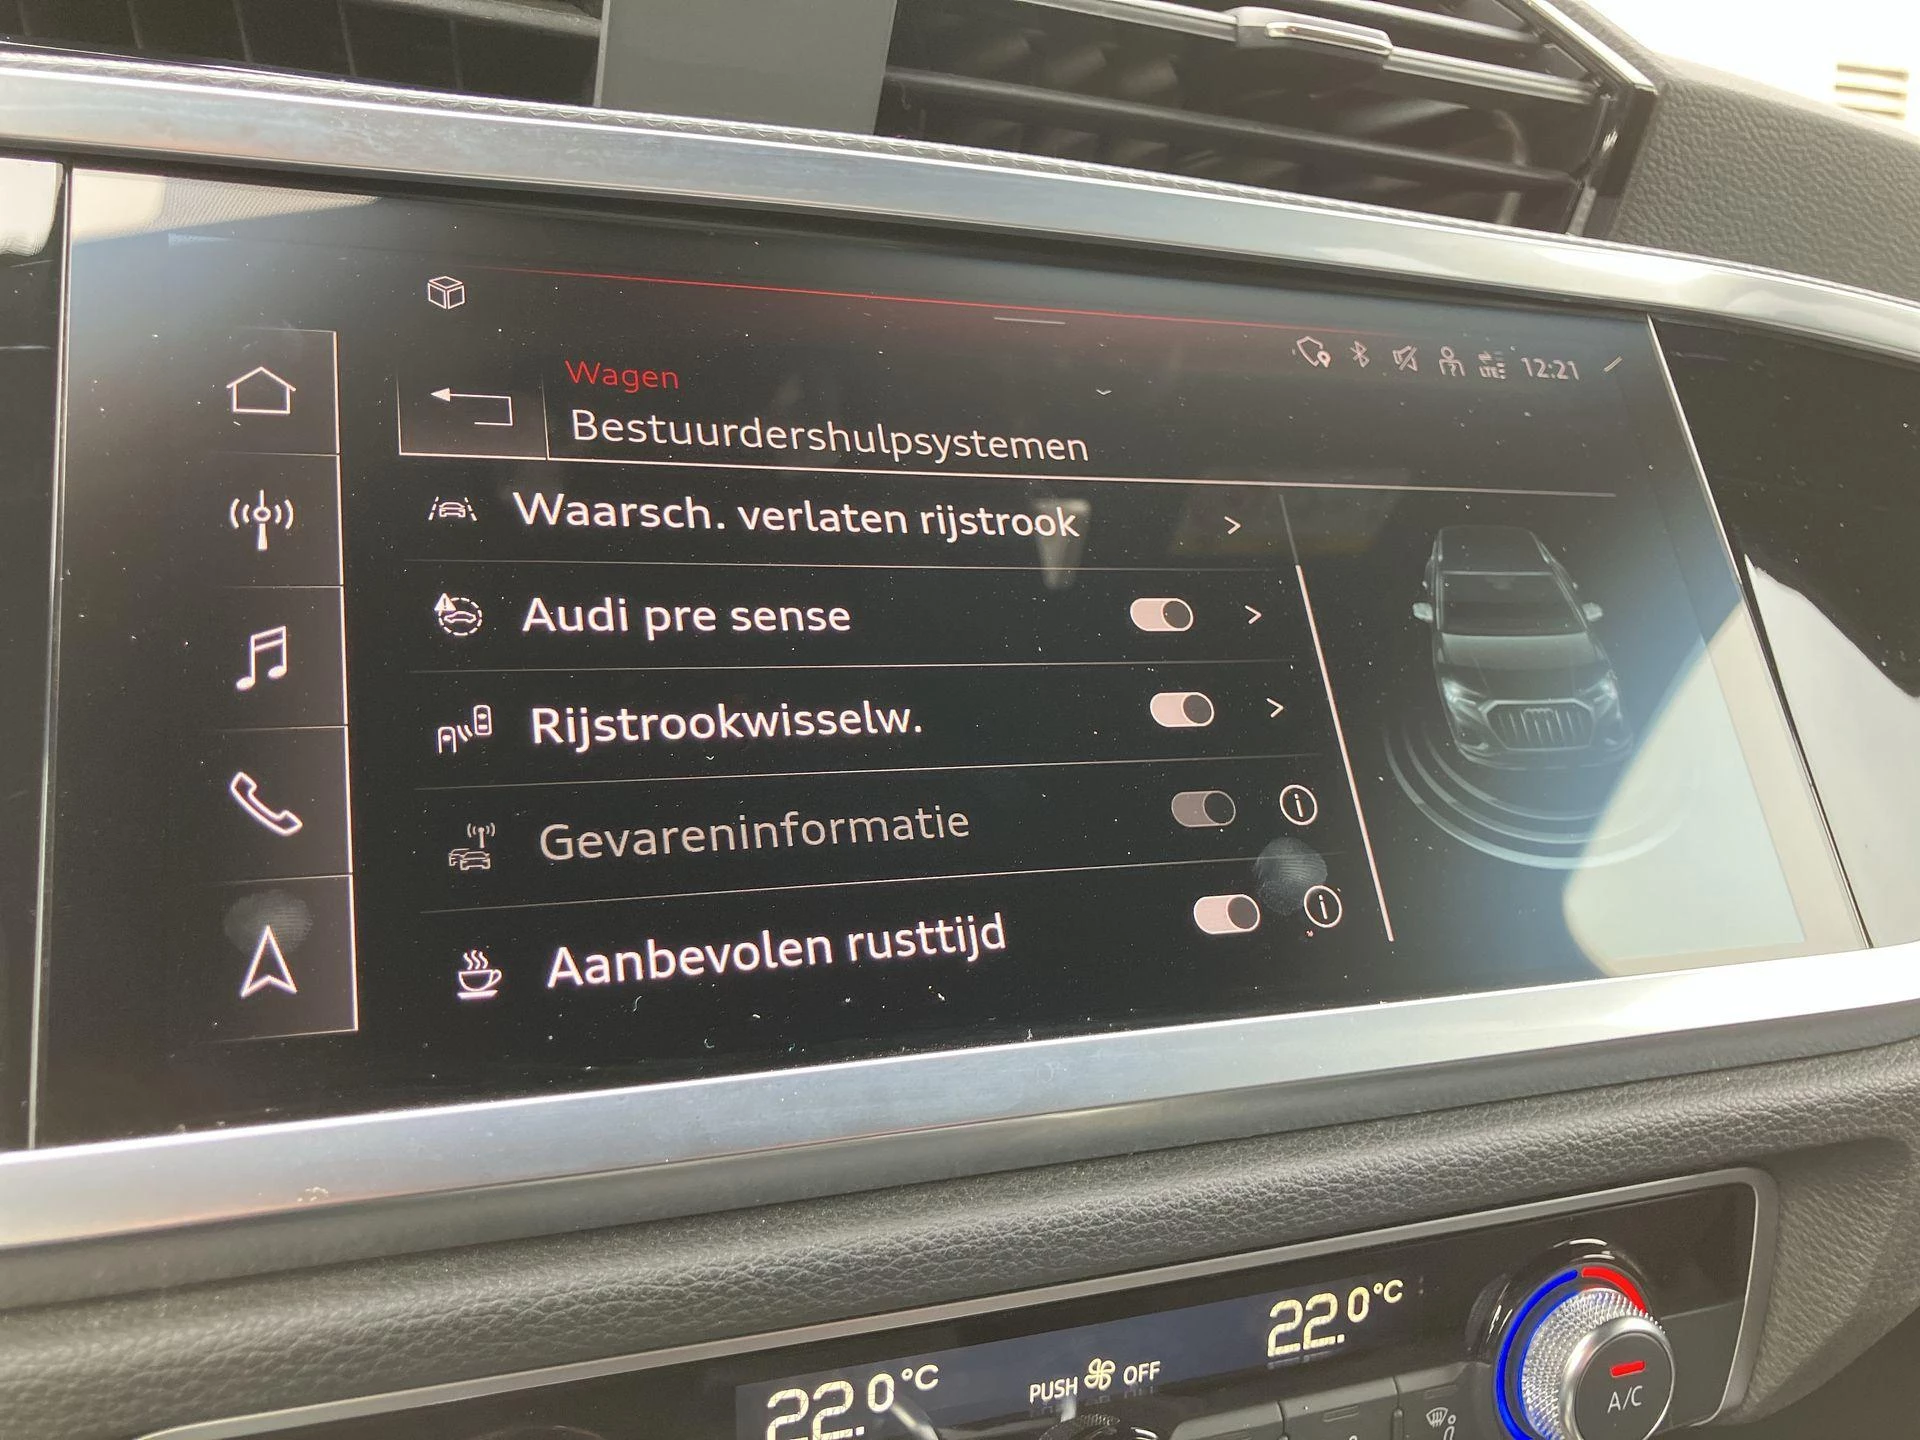 Wagen
Bestuurdershulpsystemen
LTE 12:21
Waarsch. verlaten rijstrook
Audi pre sense
Rijstrookwisselw.
Gevareninformatie
Aanbevolen rusttijd
22.0°C
PUSH OFF
22.0°C
A/C